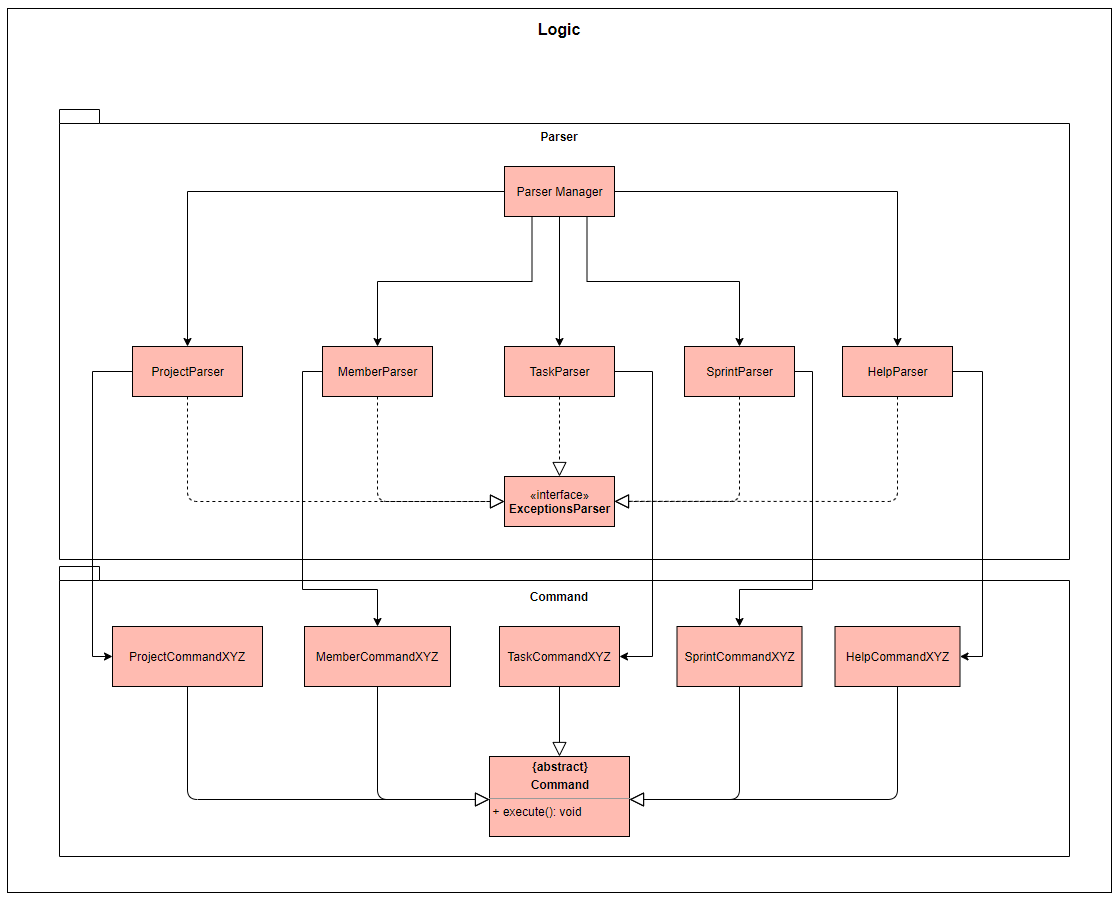 Logic
Parser
Parser Manager
ProjectParser
MemberParser
TaskParser
SprintParser
HelpParser
«interface»
ExceptionsParser
Command
ProjectCommandXYZ
MemberCommandXYZ
TaskCommandXYZ
SprintCommandXYZ
HelpCommandXYZ
{abstract}
Command
+ execute(): void